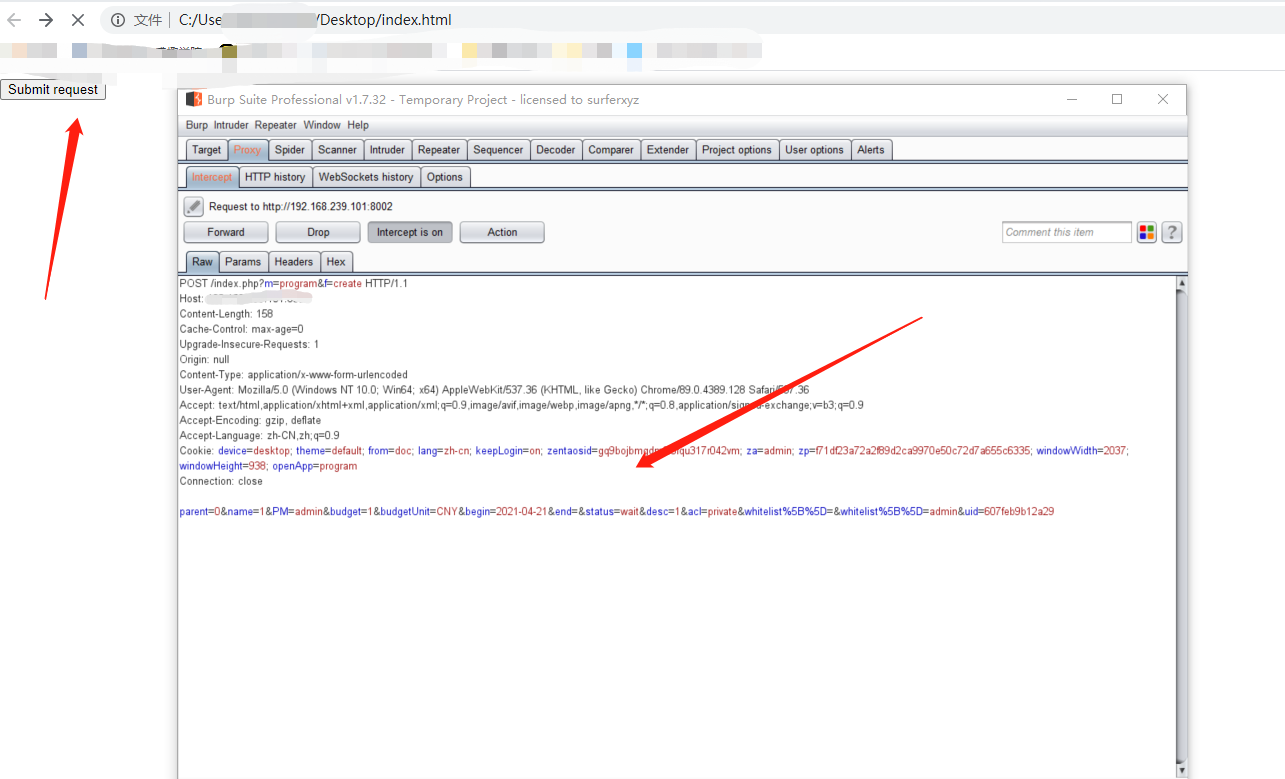 文件 C:/Use /Desktop/index.html
Submit request
Burp Suite Professional v1.7.32 - Temporary Project - licensed to surferxyz
Burp Intruder Repeater Window Help
Target Proxy Spider Scanner Intruder Repeater Sequencer Decoder Comparer Extender Project options User options Alerts
Intercept HTTP history WebSockets history Options
Request to http://192.168.239.101:8002
Forward Drop Intercept is on Action Comment this item ?
Raw Params Headers Hex
POST /index.php?m=program&f=create HTTP/1.1
Host:
Content-Length: 158
Cache-Control: max-age=0
Upgrade-Insecure-Requests: 1
Origin: null
Content-Type: application/x-www-form-urlencoded
User-Agent: Mozilla/5.0 (Windows NT 10.0; Win64; x64) AppleWebKit/537.36 (KHTML, like Gecko) Chrome/89.0.4389.128 Safari/537.36
Accept: text/html,application/xhtml+xml,application/xml;q=0.9,image/avif,image/webp,image/apng,*/*;q=0.8,application/signed-exchange;v=b3;q=0.9
Accept-Encoding: gzip, deflate
Accept-Language: zh-CN,zh;q=0.9
Cookie: device=desktop; theme=default; from=doc; lang=zh-cn; keepLogin=on; za=admin; zp=f71df23a72a2f89d2ca9970e50c72d7a655c6335; windowWidth=2037;
windowHeight=938; openApp=program
Connection: close
parent=0&name=1&PM=admin&budget=1&budgetUnit=CNY&begin=2021-04-21&end=&status=wait&desc=1&acl=private&whitelist%5B%5D=&whitelist%5B%5D=admin&uid=607feb9b12a29